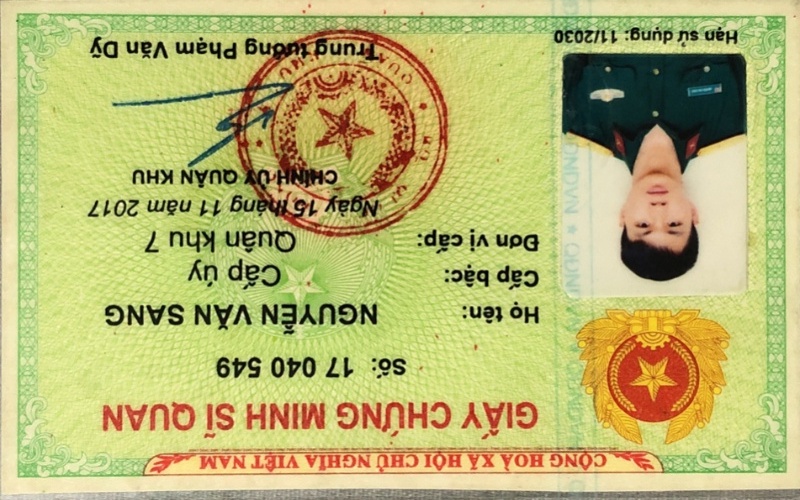 CỘNG HOÀ XÃ HỘI CHỦ NGHĨA VIỆT NAM
GIẤY CHỨNG MINH SĨ QUAN
Số: 17 040 549
Họ tên: NGUYỄN VĂN SANG
Cấp bậc: Cấp úy
Đơn vị cấp: Quân khu 7
Ngày 15 tháng 11 năm 2017
CHÍNH ỦY QUÂN KHU
Trung tướng Phạm Văn Dỹ
Hạn sử dụng: 11/2030